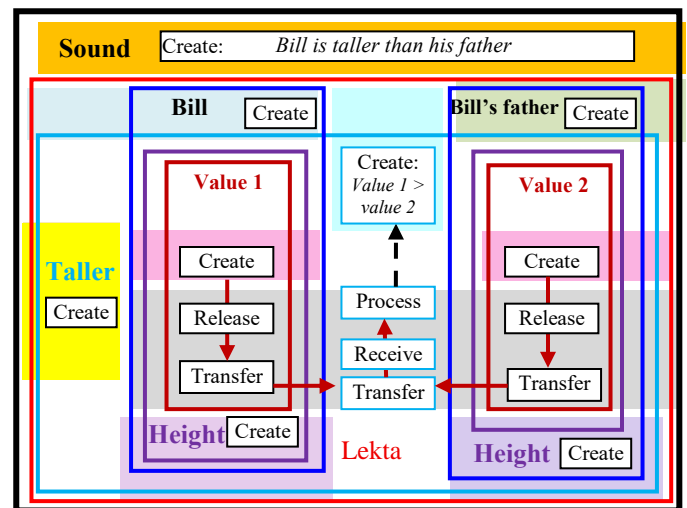 Sound
Create: Bill is taller than his father
Bill
Create
Bill's father
Create
Create:
Value 1 >
value 2
Value 1
Value 2
Taller
Create
Create
Create
Process
Release
Release
Receive
Transfer
Transfer
Transfer
Height
Create
Lekta
Height
Create